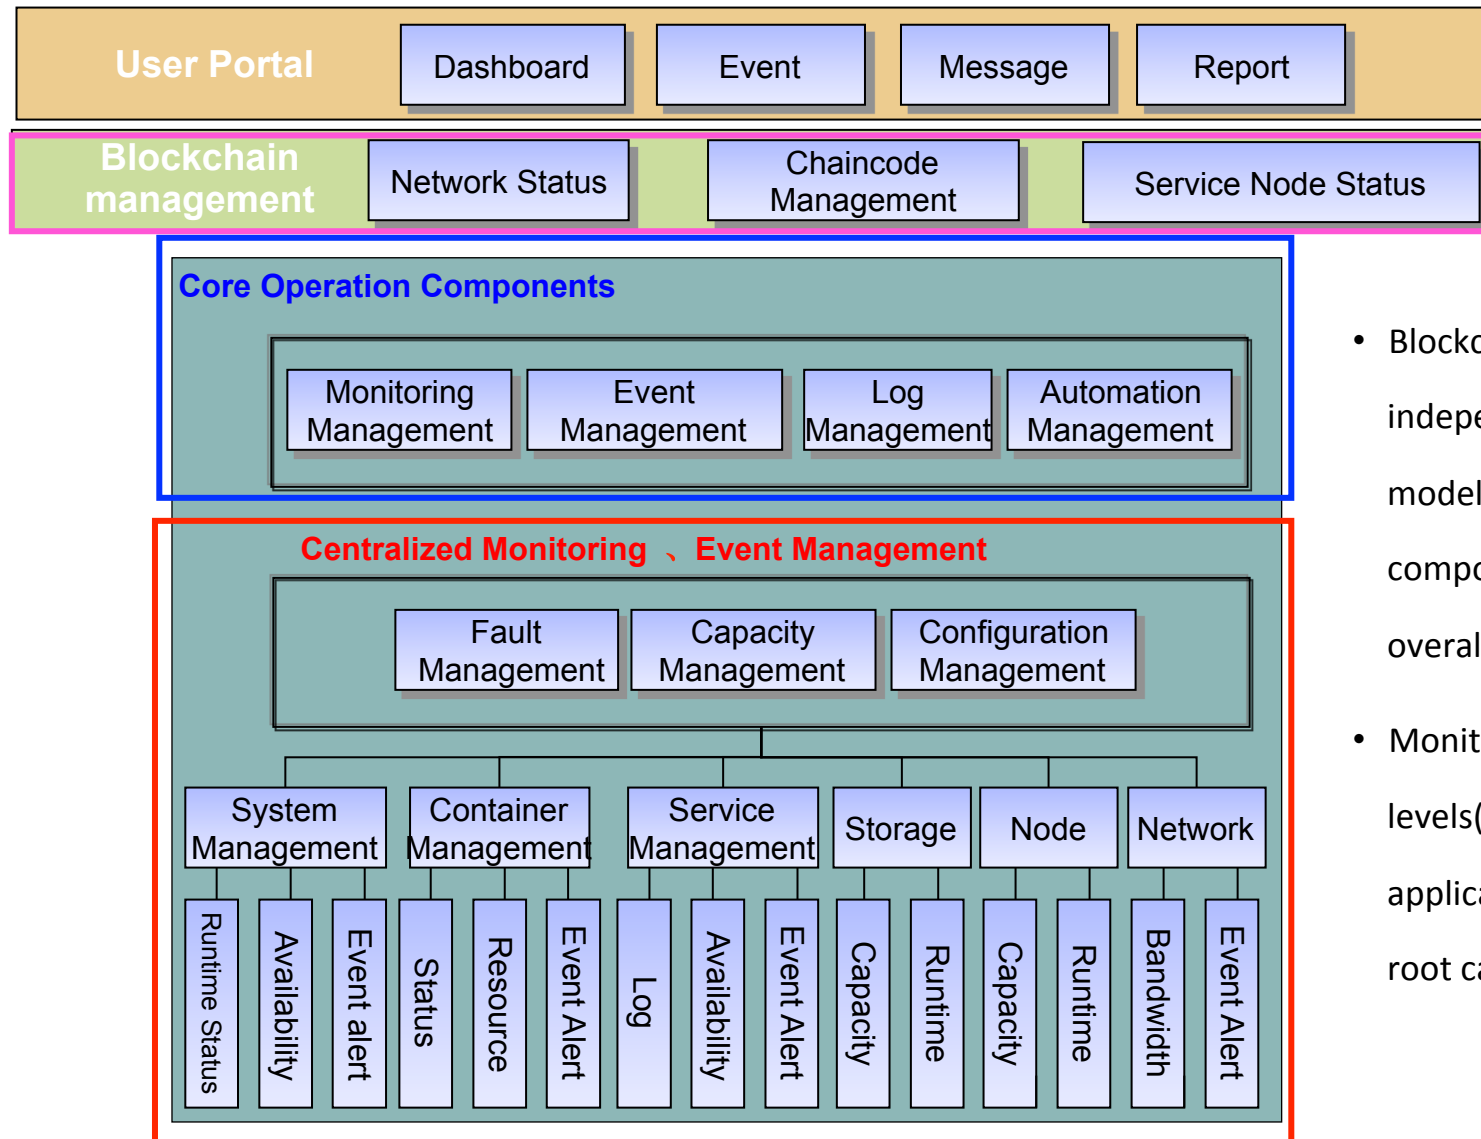 User Portal
Dashboard
Event
Message
Report
Blockchain
management
Network Status
Chaincode
Management
Service Node Status
Core Operation Components
Monitoring
Management
Event
Management
Log
Management
Automation
Management
Centralized Monitoring 、Event Management
Fault
Management
Capacity
Management
Configuration
Management
System
Management
Container
Management
Service
Management
Storage
Node
Network
Runtime Status
Availability
Event alert
Status
Resource
Event Alert
Log
Availability
Event Alert
Capacity
Runtime
Capacity
Runtime
Bandwidth
Event Alert
•
model
•
levels(
root